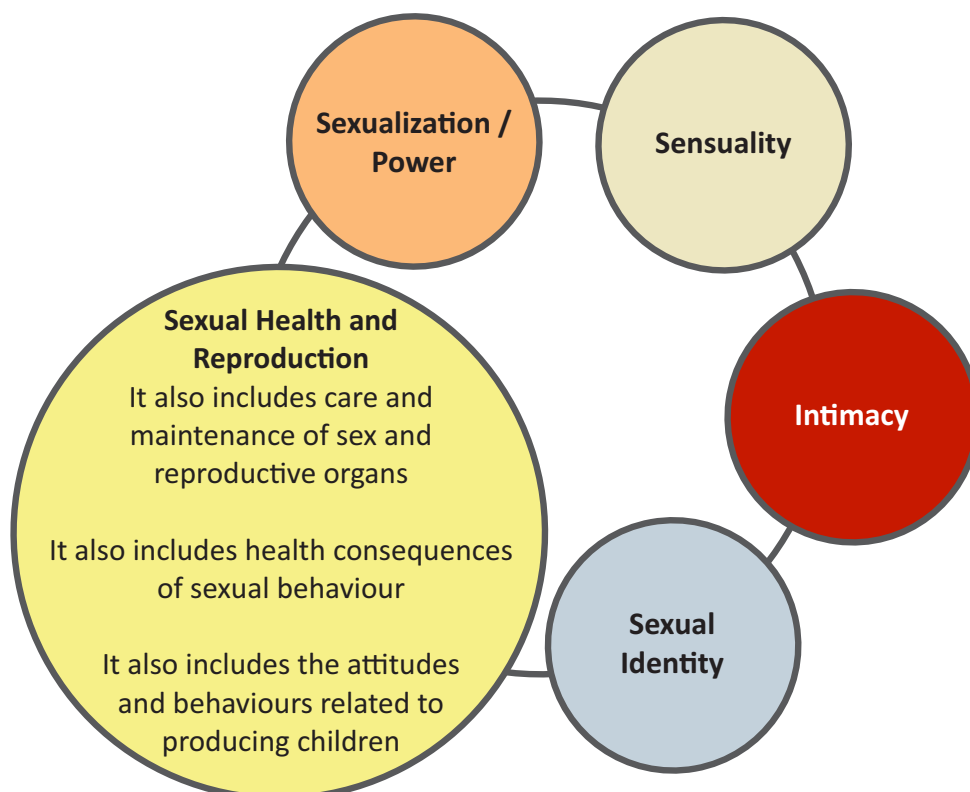 Sexualization /
Power
Sensuality
Intimacy
Sexual
Identity
Sexual Health and
Reproduction
It also includes care and
maintenance of sex and
reproductive organs
It also includes health consequences
of sexual behaviour
It also includes the attitudes
and behaviours related to
producing children